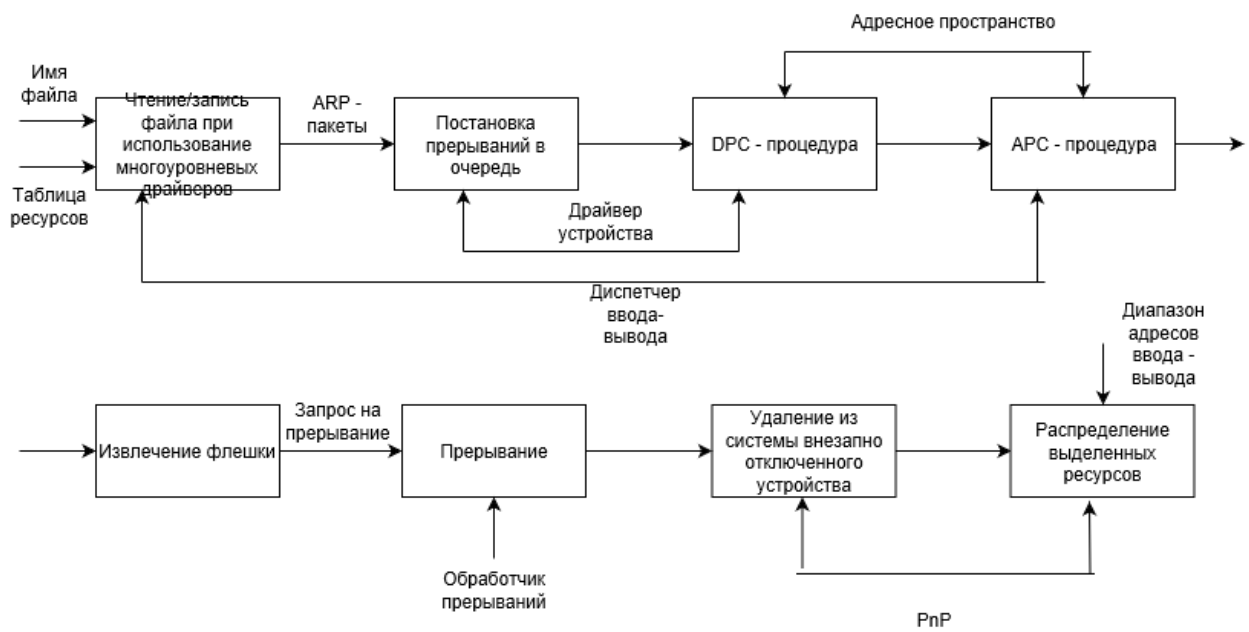 Адресное пространство
Имя
файла
Чтение/запись
файла при
использование
многоуровневых
драйверов
ARP -
пакеты
Постановка
прерываний в
очередь
DPC - процедура
APC - процедура
Таблица
ресурсов
Драйвер
устройства
Диспетчер
ввода-
вывода
Диапазон
адресов
ввода -
вывода
Извлечение флешки
Запрос на
прерывание
Прерывание
Удаление из
системы внезапно
отключенного
устройства
Распределение
выделенных
ресурсов
Обработчик
прерываний
PnP